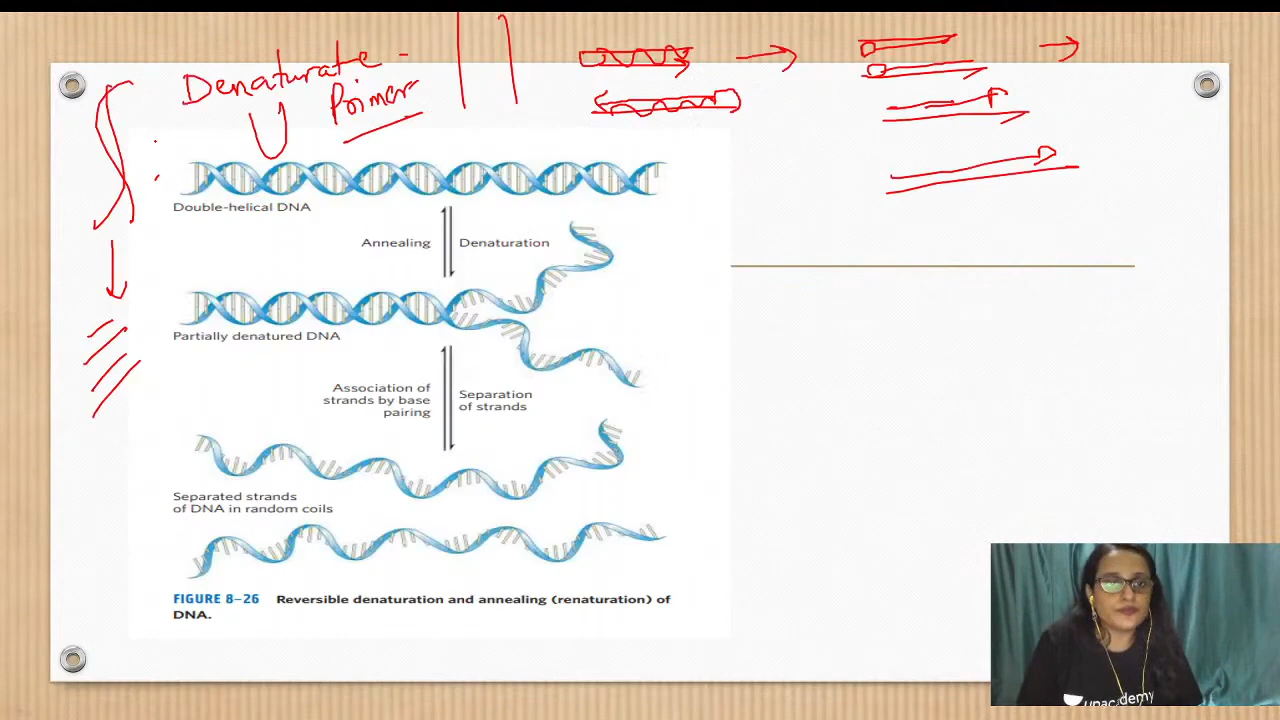 Denaturate -
Primer
Double-helical DNA
Annealing
Denaturation
Partially denatured DNA
Association of
strands by base
pairing
Separation
of strands
Separated strands
of DNA in random coils
FIGURE 8–26 Reversible denaturation and annealing (renaturation) of
DNA.
unacademy